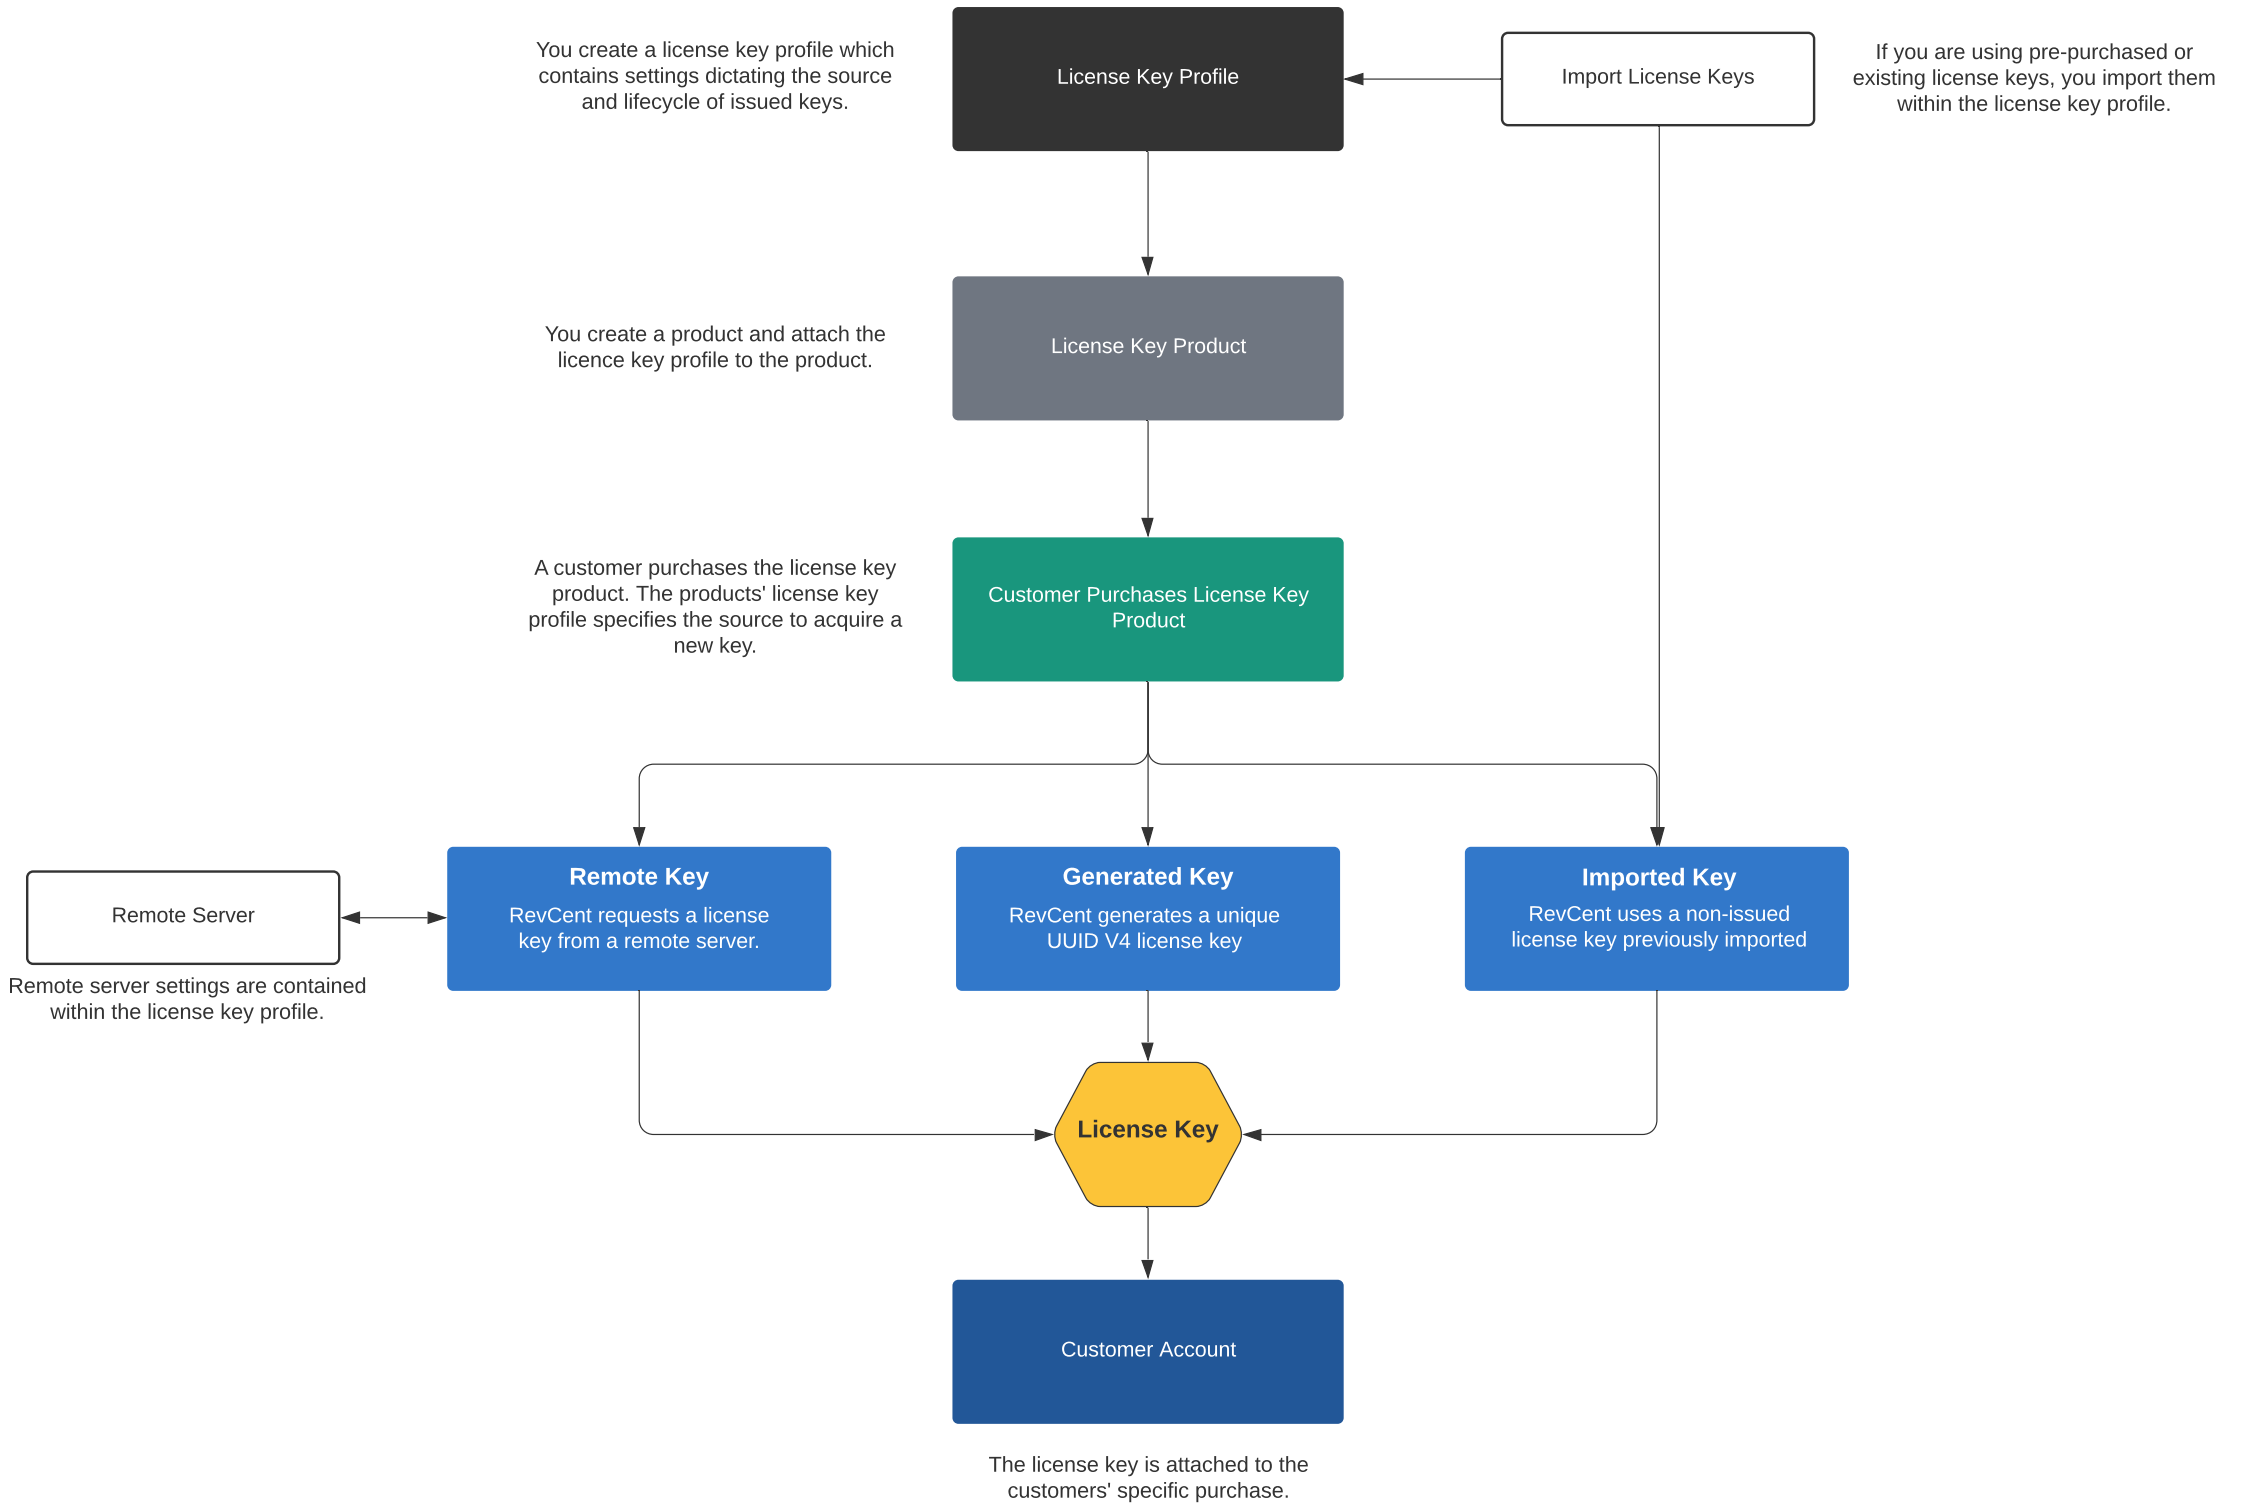 You create a license key profile which
contains settings dictating the source
and lifecycle of issued keys.
License Key Profile
Import License Keys
If you are using pre-purchased or
existing license keys, you import them
within the license key profile.
You create a product and attach the
licence key profile to the product.
License Key Product
A customer purchases the license key
product. The products' license key
profile specifies the source to acquire a
new key.
Customer Purchases License Key
Product
Remote Server
Remote server settings are contained
within the license key profile.
Remote Key
RevCent requests a license
key from a remote server.
Generated Key
RevCent generates a unique
UUID V4 license key
Imported Key
RevCent uses a non-issued
license key previously imported
License Key
Customer Account
The license key is attached to the
customers' specific purchase.